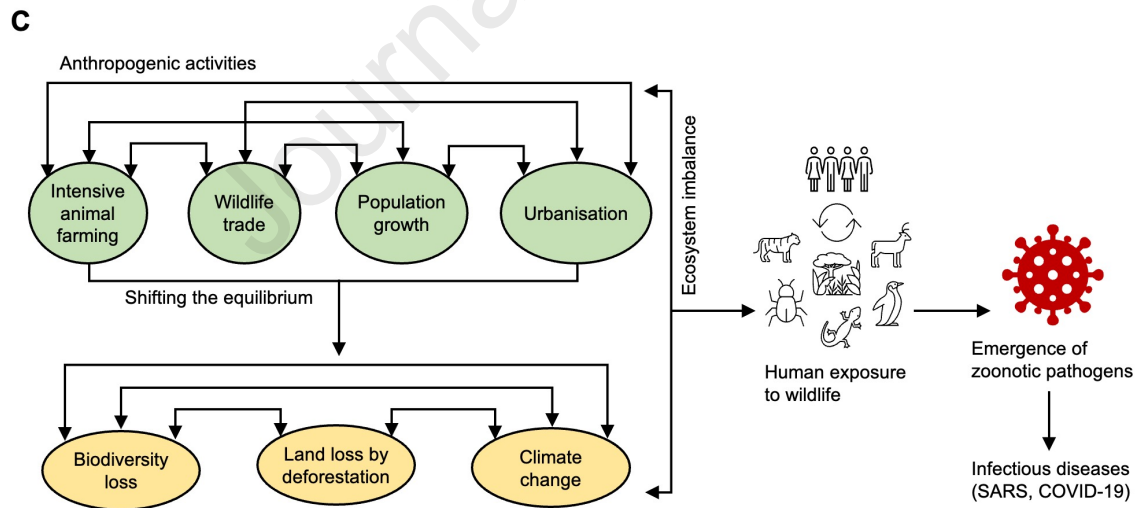 C
Anthropogenic activities
Intensive
animal
farming
Wildlife
trade
Population
growth
Urbanisation
Shifting the equilibrium
Biodiversity
loss
Land loss by
deforestation
Climate
change
Ecosystem imbalance
Human exposure
to wildlife
Emergence of
zoonotic pathogens
Infectious diseases
(SARS, COVID-19)
Journa